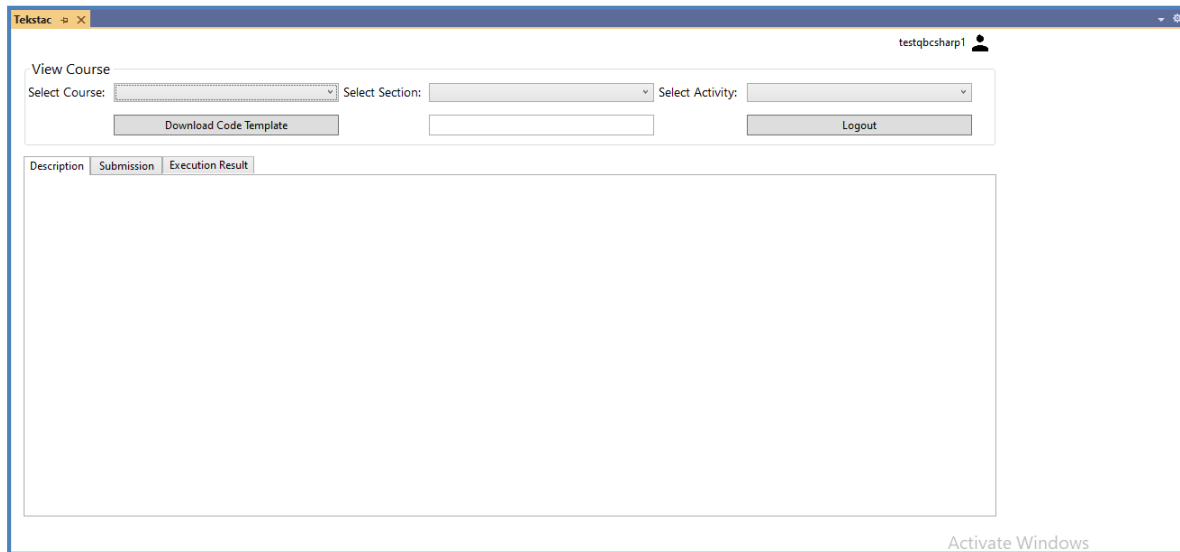 Tekstac
testqbcsharp1
View Course
Select Course: Select Section: Select Activity:
Download Code Template Logout
Description Submission Execution Result
Activate Windows